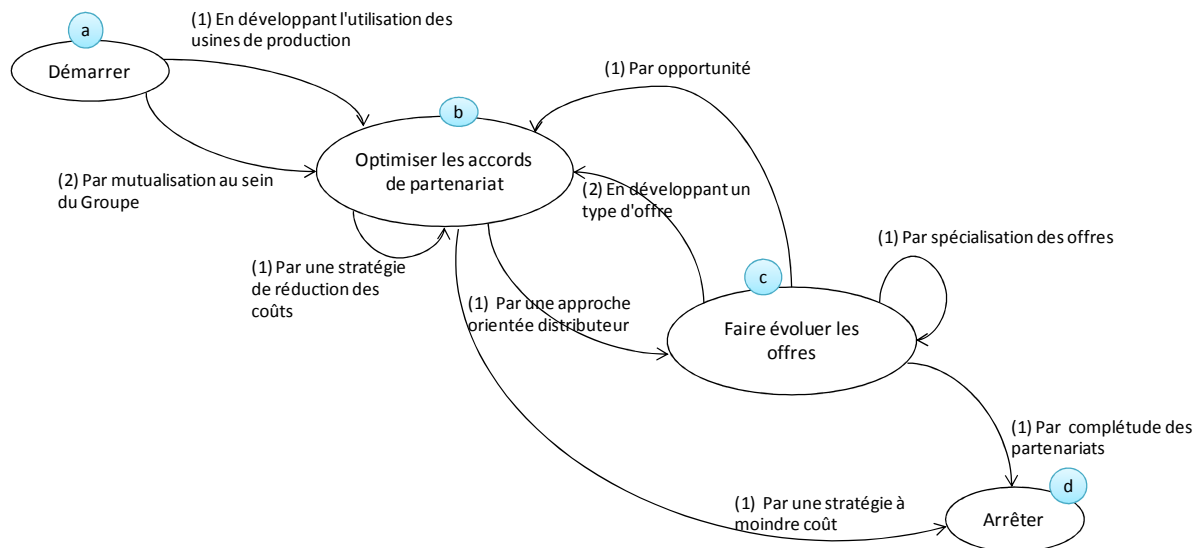 (1) En développant l'utilisation des
usines de production
a
Démarrer
(1) Par opportunité
b
Optimiser les accords
de partenariat
(2) Par mutualisation au sein
du Groupe
(2) En développant un
type d'offre
(1) Par spécialisation des offres
(1) Par une stratégie
de réduction des
coûts
c
(1) Par une approche
orientée distributeur
Faire évoluer les
offres
(1) Par complétude des
partenariats
d
(1) Par une stratégie à
moindre coût
Arrêter